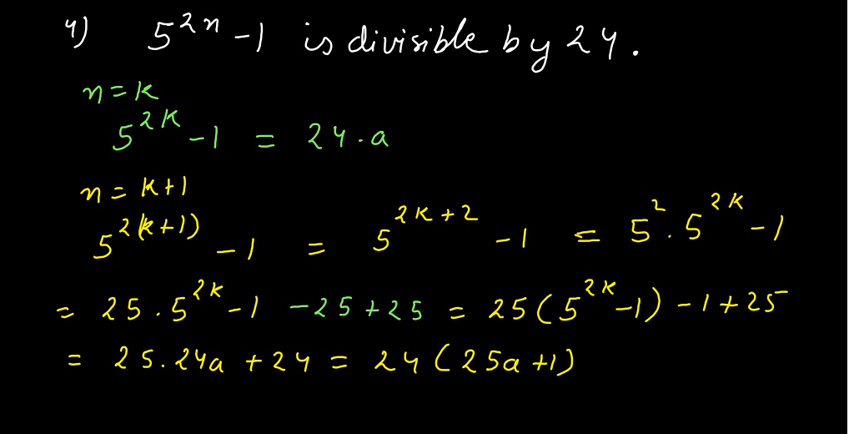 4) 5^{2n} - 1 is divisible by 24.
n = k
5^{2k} - 1 = 24 · a
n = k+1
5^{2(k+1)} - 1 = 5^{2k+2} - 1 = 5^2 · 5^{2k} - 1
= 25 · 5^{2k} - 1 - 25 + 25 = 25(5^{2k} - 1) - 1 + 25
= 25 · 24a + 24 = 24(25a + 1)